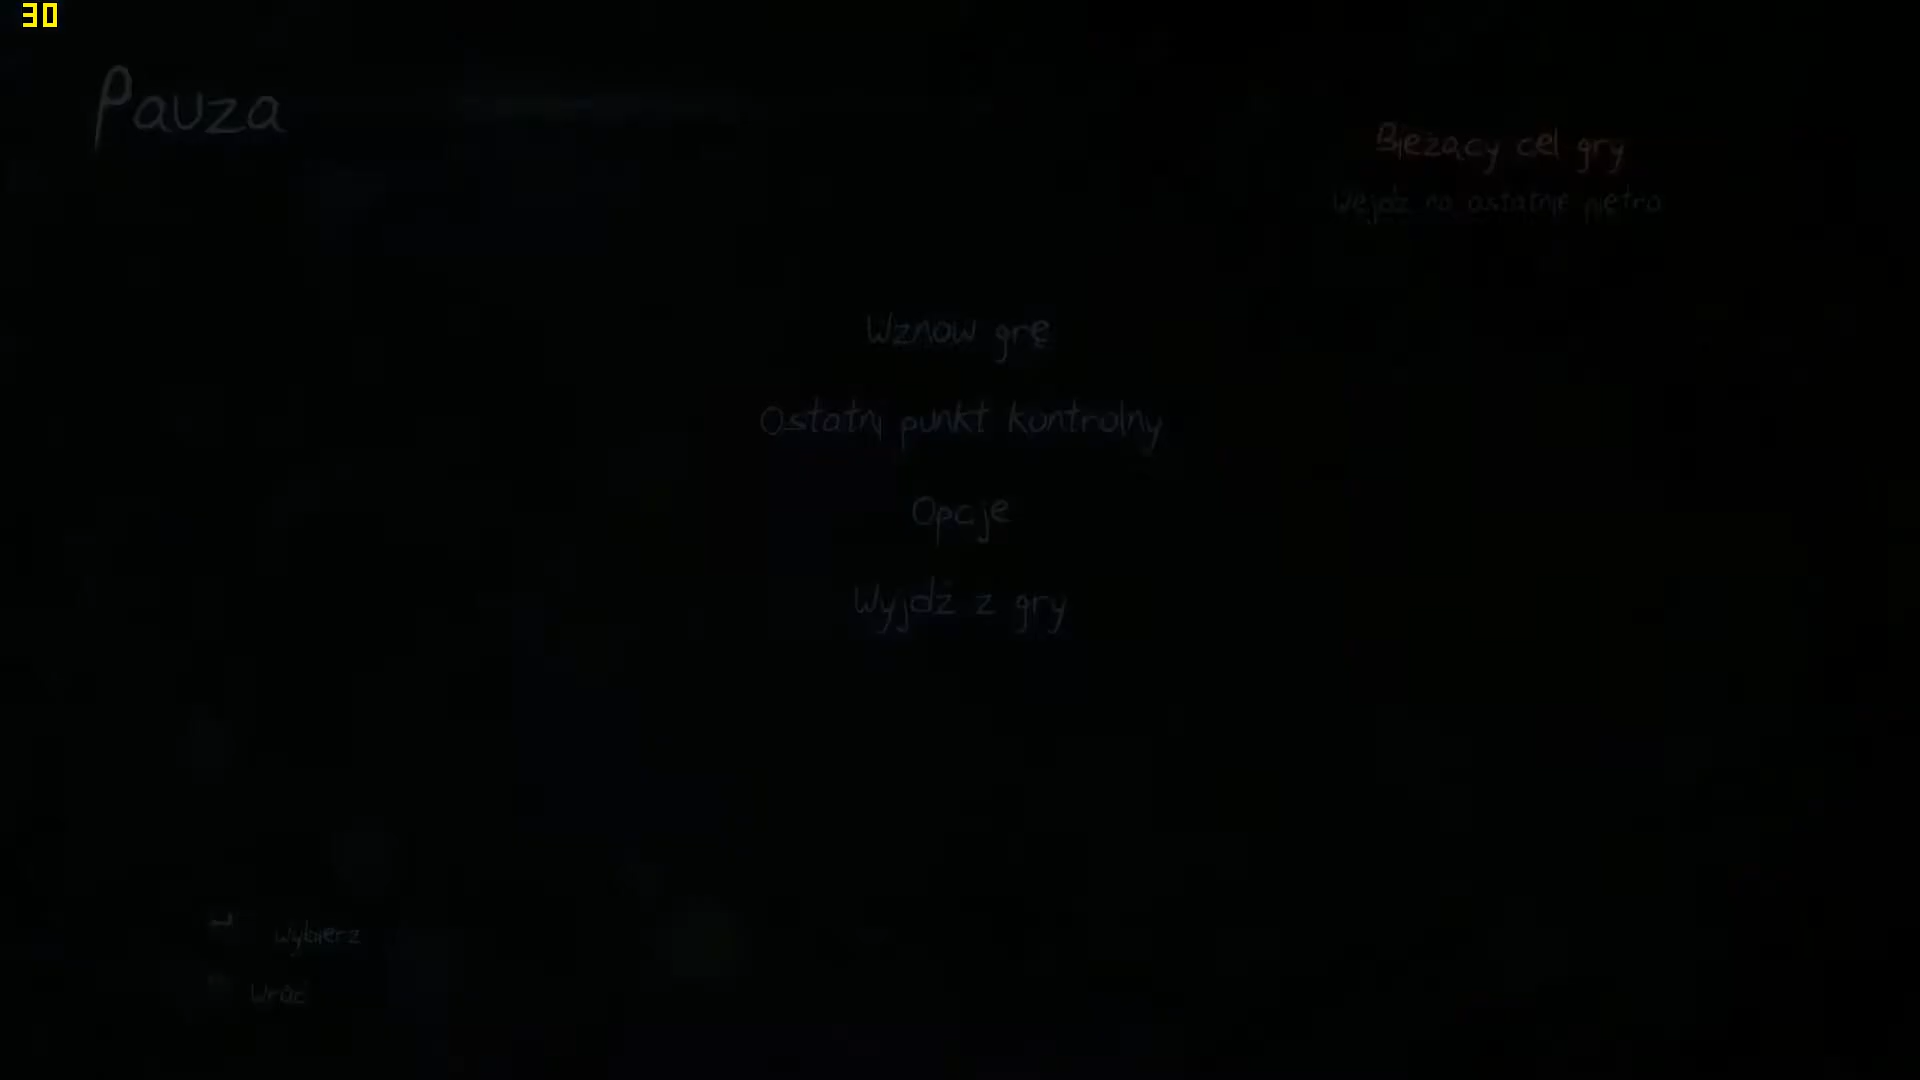 30
Pauza
Bieżący cel gry
Wejdź na ostatnie piętro
Wznów grę
Ostatni punkt kontrolny
Opcje
Wyjdź z gry
Wybierz
Wróć